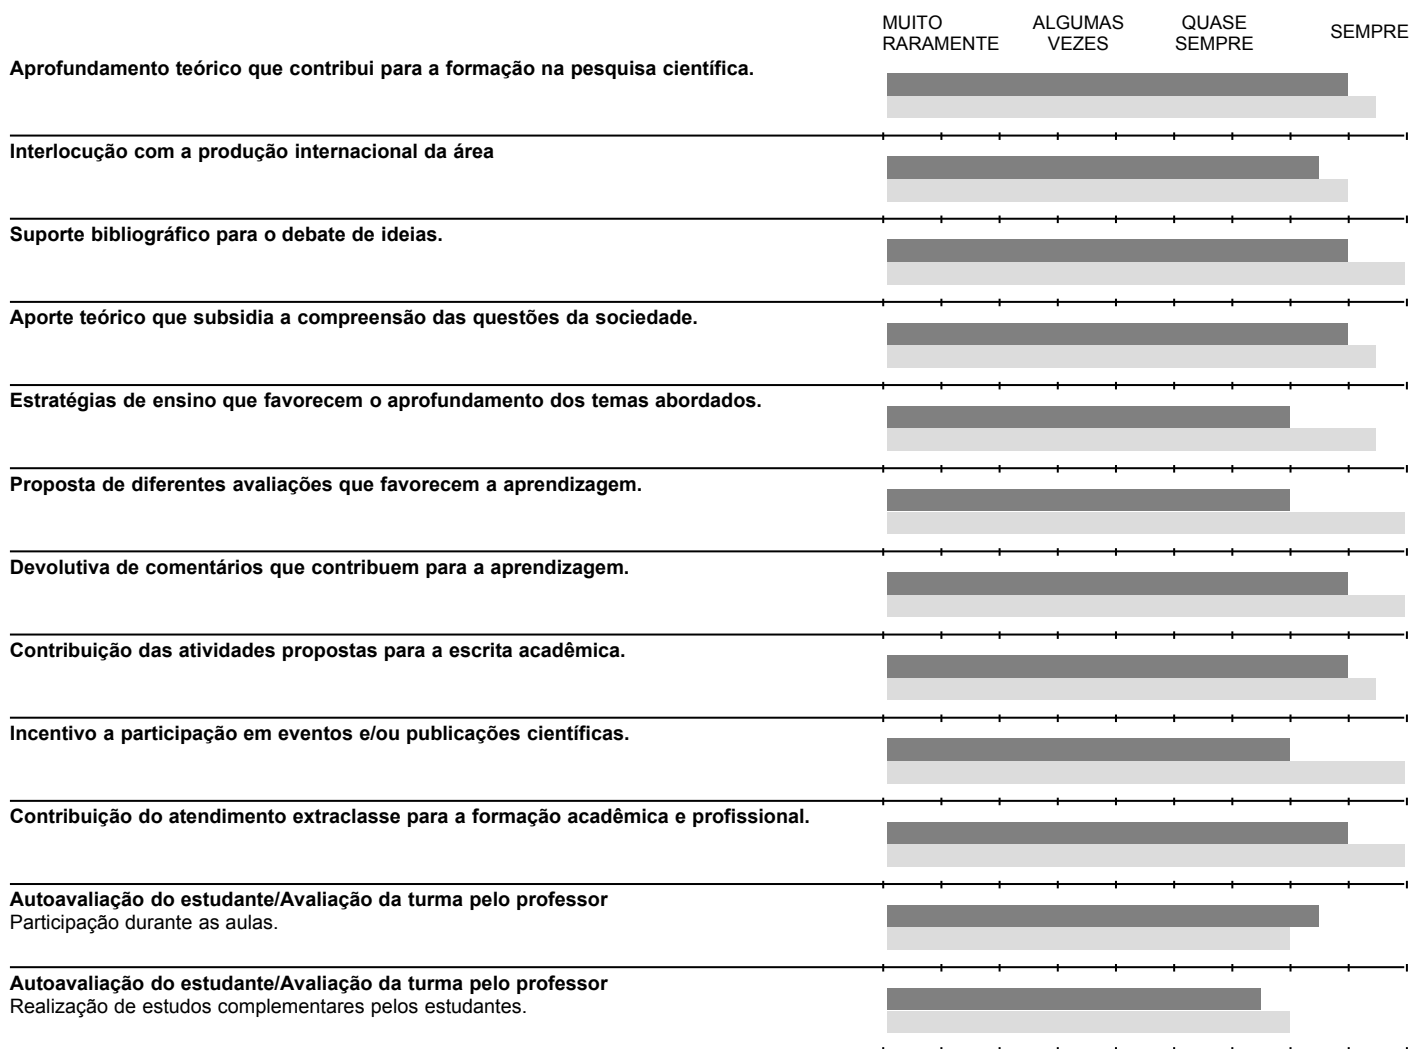 MUITO RARAMENTE ALGUMAS VEZES QUASE SEMPRE SEMPRE
Aprofundamento teórico que contribui para a formação na pesquisa científica.
Interlocução com a produção internacional da área
Suporte bibliográfico para o debate de ideias.
Aporte teórico que subsidia a compreensão das questões da sociedade.
Estratégias de ensino que favorecem o aprofundamento dos temas abordados.
Proposta de diferentes avaliações que favorecem a aprendizagem.
Devolutiva de comentários que contribuem para a aprendizagem.
Contribuição das atividades propostas para a escrita acadêmica.
Incentivo a participação em eventos e/ou publicações científicas.
Contribuição do atendimento extraclasse para a formação acadêmica e profissional.
Autoavaliação do estudante/Avaliação da turma pelo professor
Participação durante as aulas.
Autoavaliação do estudante/Avaliação da turma pelo professor
Realização de estudos complementares pelos estudantes.